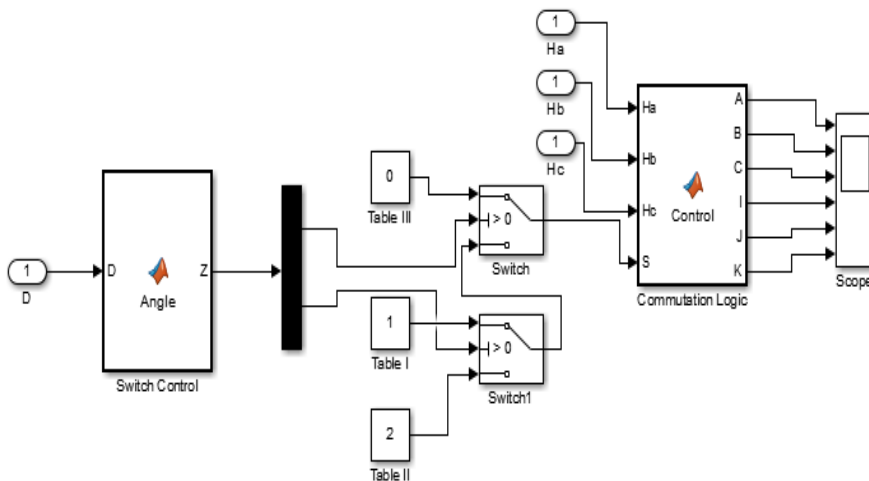 1
D
D
Angle
Z
Switch Control
0
Table III
1
Table I
2
Table II
> 0
Switch
> 0
Switch1
1
Ha
1
Hb
1
Hc
Ha
Hb
Hc
S
Control
A
B
C
I
J
K
Commutation Logic
Scope